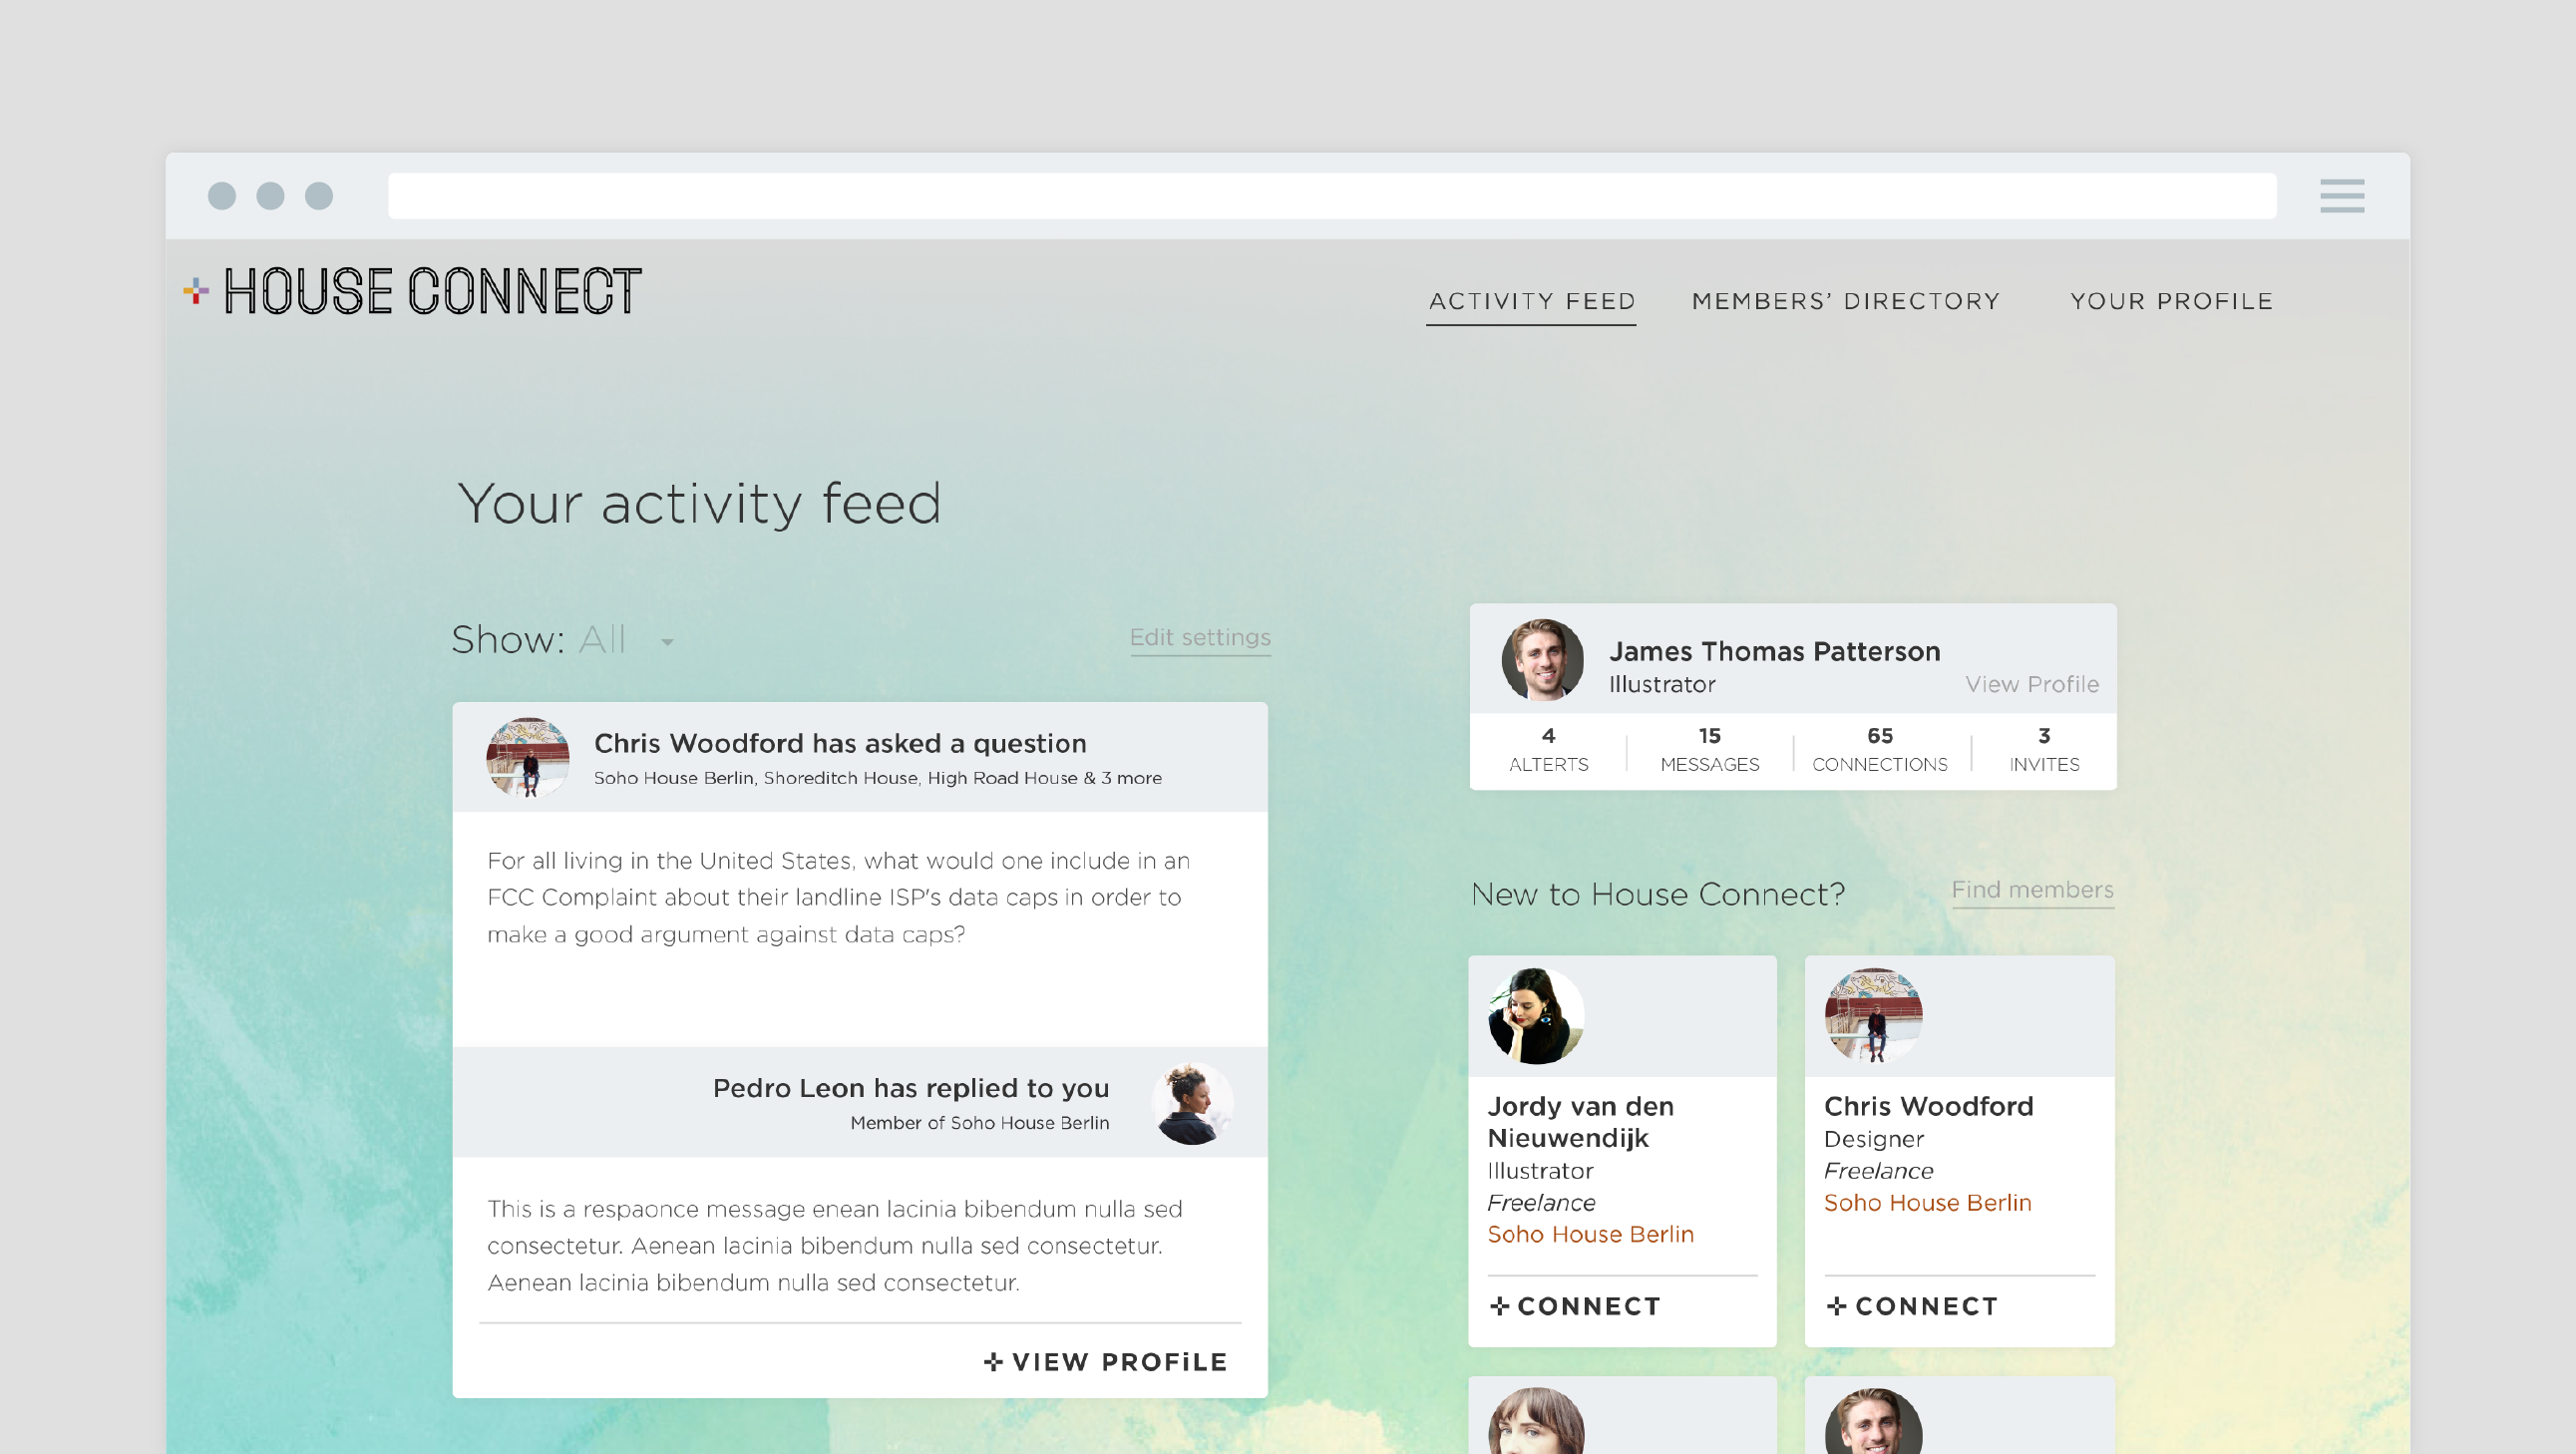 HOUSE CONNECT
ACTIVITY FEED
MEMBERS’ DIRECTORY
YOUR PROFILE
Your activity feed
Show: All
Edit settings
Chris Woodford has asked a question
Soho House Berlin, Shoreditch House, High Road House & 3 more
For all living in the United States, what would one include in an
FCC Complaint about their landline ISP's data caps in order to
make a good argument against data caps?
Pedro Leon has replied to you
Member of Soho House Berlin
This is a respaonce message enean lacinia bibendum nulla sed
consectetur. Aenean lacinia bibendum nulla sed consectetur.
Aenean lacinia bibendum nulla sed consectetur.
VIEW PROFiLE
James Thomas Patterson
Illustrator
View Profile
4
ALTERTS
15
MESSAGES
65
CONNECTIONS
3
INVITES
New to House Connect?
Find members
Jordy van den
Nieuwendijk
Illustrator
Freelance
Soho House Berlin
CONNECT
Chris Woodford
Designer
Freelance
Soho House Berlin
CONNECT